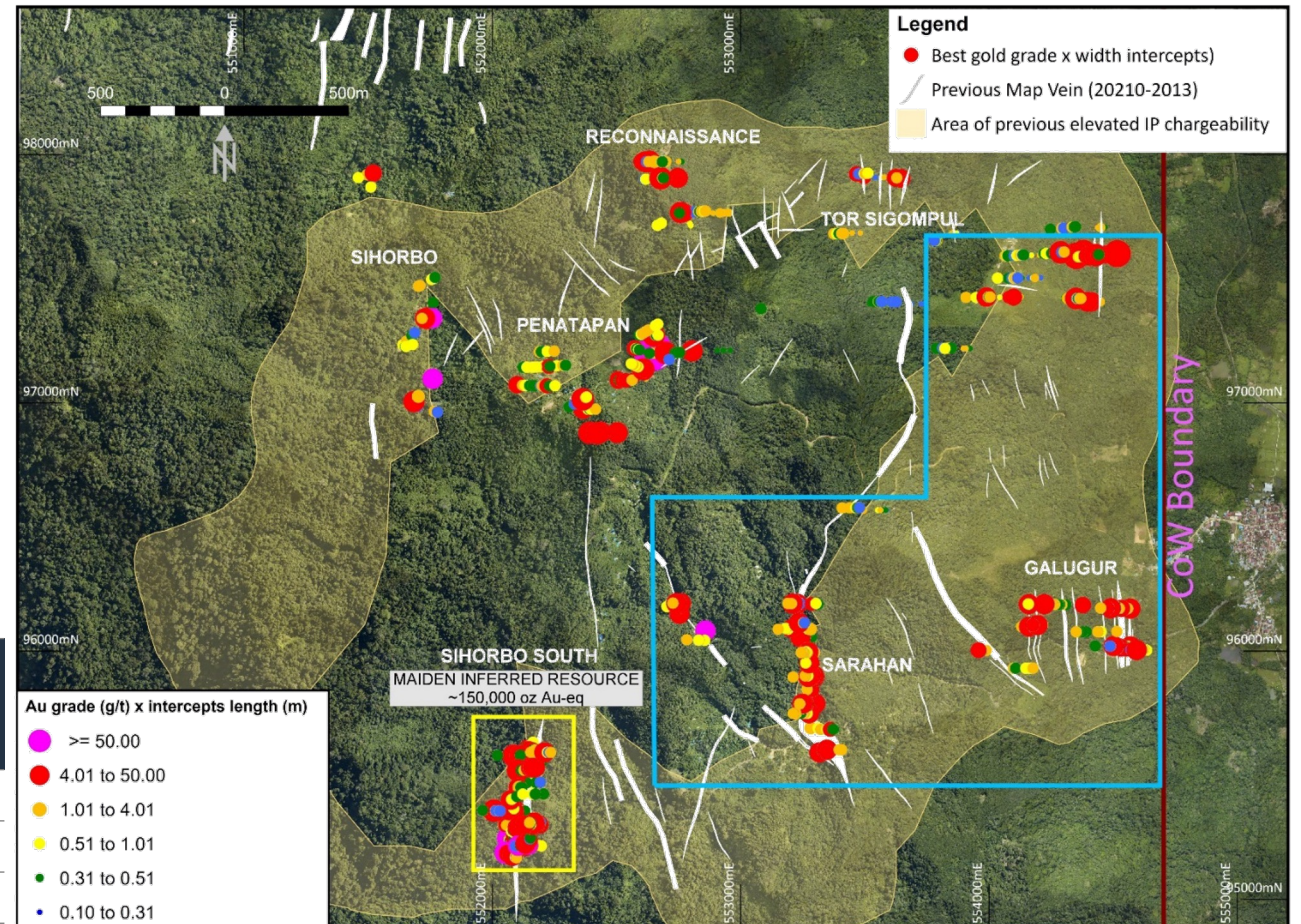 551000mE
552000mE
553000mE
Legend
Best gold grade x width intercepts)
Previous Map Vein (20210-2013)
Area of previous elevated IP chargeability
500
0
500m
N
98000mN
RECONNAISSANCE
TOR SIGOMPUL
SIHORBO
PENATAPAN
97000mN
97000mN
COW Boundary
GALUGUR
96000mN
96000mN
SIHORBO SOUTH
SARAHAN
MAIDEN INFERRED RESOURCE
~150,000 oz Au-eq
Au grade (g/t) x intercepts length (m)
>= 50.00
4.01 to 50.00
1.01 to 4.01
0.51 to 1.01
0.31 to 0.51
0.10 to 0.31
552000mE
553000mE
554000mE
555000mE
95000mN